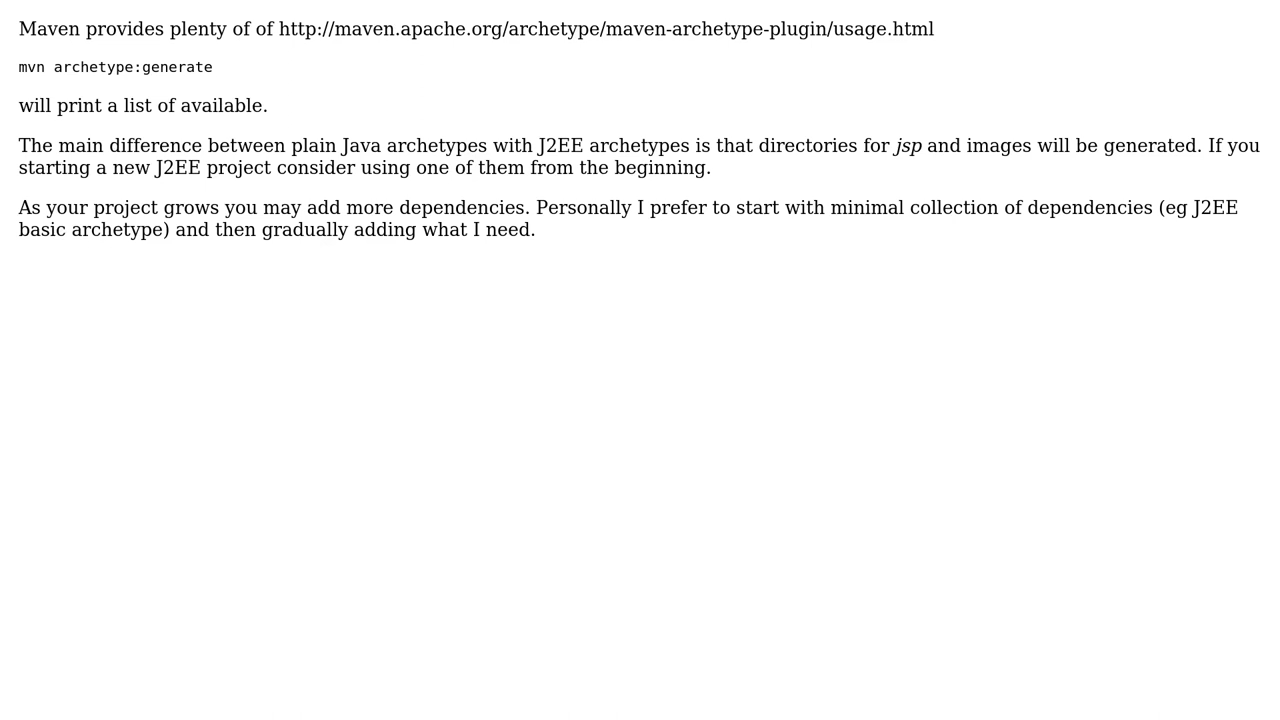 Maven provides plenty of of http://maven.apache.org/archetype/maven-archetype-plugin/usage.html
mvn archetype:generate
will print a list of available.
The main difference between plain Java archetypes with J2EE archetypes is that directories for jsp and images will be generated. If you
starting a new J2EE project consider using one of them from the beginning.
As your project grows you may add more dependencies. Personally I prefer to start with minimal collection of dependencies (eg J2EE
basic archetype) and then gradually adding what I need.